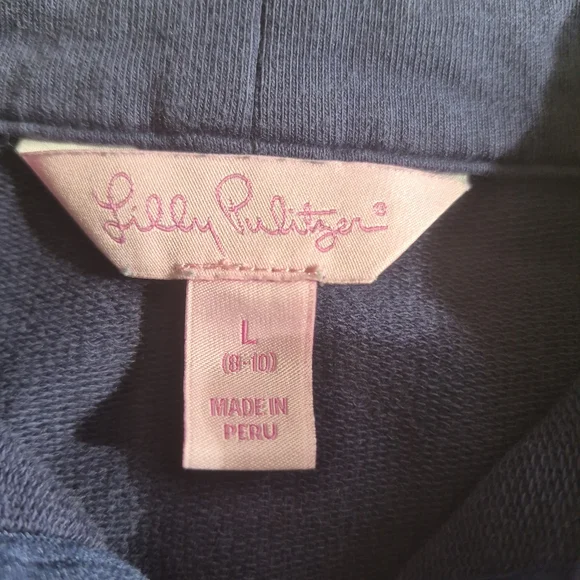 Lilly Pulitzer®
L
(8-10)
MADE IN
PERU